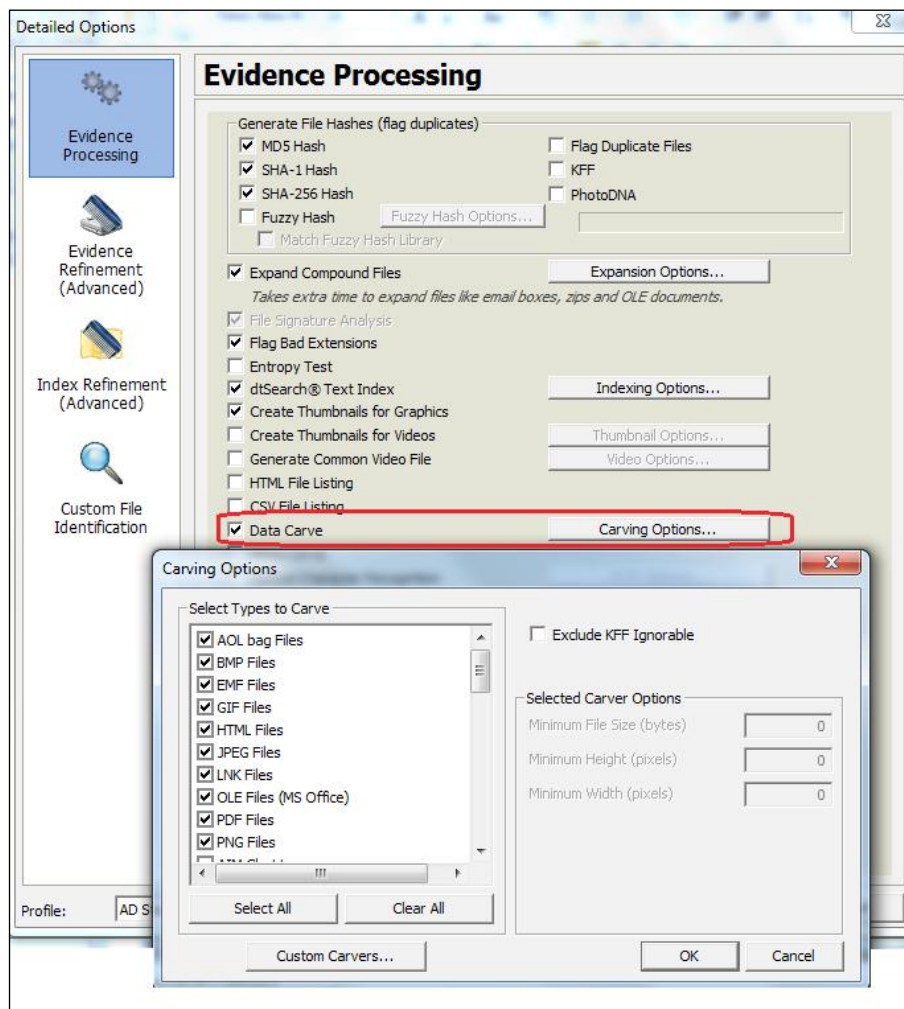 Detailed Options
Evidence Processing
Evidence
Processing
Evidence
Refinement
(Advanced)
Index Refinement
(Advanced)
Custom File
Identification
Generate File Hashes (flag duplicates)
MD5 Hash
Flag Duplicate Files
SHA-1 Hash
KFF
SHA-256 Hash
PhotoDNA
Fuzzy Hash
Fuzzy Hash Options...
Match Fuzzy Hash Library
Expand Compound Files
Expansion Options...
Takes extra time to expand files like email boxes, zips and OLE documents.
File Signature Analysis
Flag Bad Extensions
Entropy Test
dtSearch® Text Index
Indexing Options...
Create Thumbnails for Graphics
Create Thumbnails for Videos
Thumbnail Options...
Generate Common Video File
Video Options...
HTML File Listing
CSV File Listing
Data Carve
Carving Options...
Profile:
AD S
Carving Options
Select Types to Carve
AOL bag Files
BMP Files
EMF Files
GIF Files
HTML Files
JPEG Files
LNK Files
OLE Files (MS Office)
PDF Files
PNG Files
Select All
Clear All
Custom Carvers...
Exclude KFF Ignorable
Selected Carver Options
Minimum File Size (bytes)
0
Minimum Height (pixels)
0
Minimum Width (pixels)
0
OK
Cancel